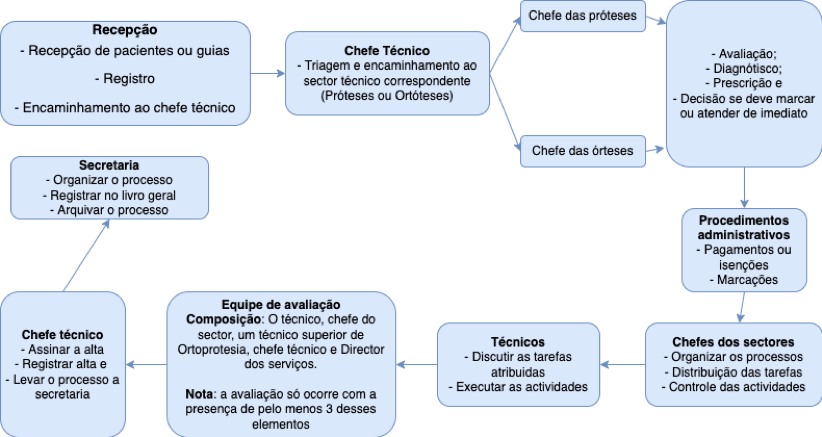 Recepção
- Recepção de pacientes ou guias
- Registro
- Encaminhamento ao chefe técnico
Chefe Técnico
- Triagem e encaminhamento ao
sector técnico correspondente
(Próteses ou Ortóteses)
Chefe das próteses
Chefe das órteses
- Avaliação;
- Diagnótisco;
- Prescrição e
- Decisão se deve marcar
ou atender de imediato
Procedimentos
administrativos
- Pagamentos ou
isenções
- Marcações
Chefes dos sectores
- Organizar os processos
- Distribuição das tarefas
- Controle das actividades
Técnicos
- Discutir as tarefas
atribuidas
- Executar as actividades
Equipe de avaliação
Composição: O técnico, chefe do
sector, um técnico superior de
Ortoprotesia, chefe técnico e Director
dos serviços.
Nota: a avaliação só ocorre com a
presença de pelo menos 3 desses
elementos
Chefe técnico
- Assinar a alta
- Registrar alta e
- Levar o processo a
secretaria
Secretaria
- Organizar o processo
- Registrar no livro geral
- Arquivar o processo